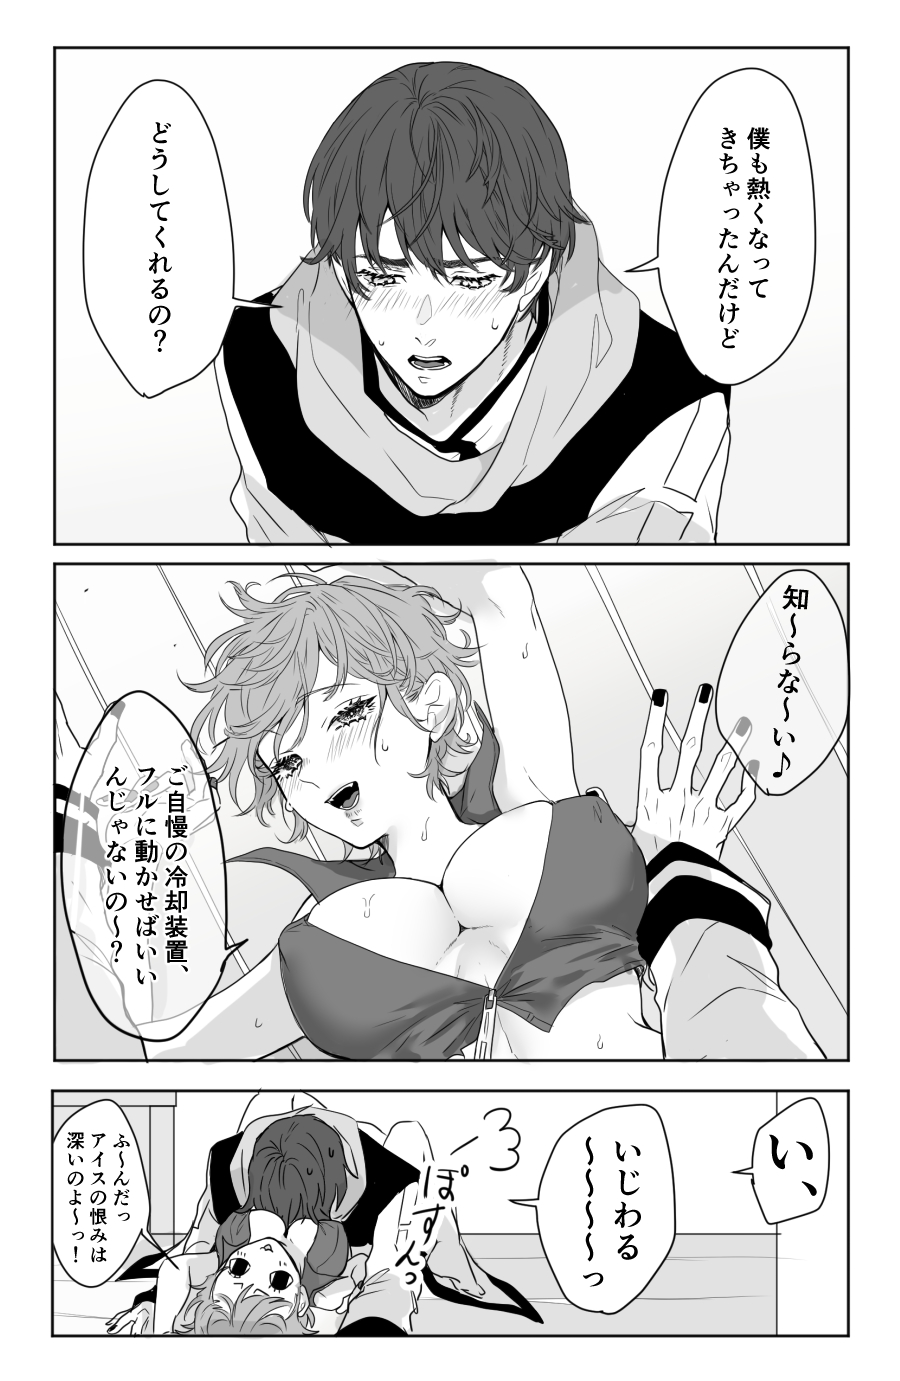 僕も熱くなって
きちゃったんだけど
どうしてくれるの?
知〜らな〜い♪
ご自慢の冷却装置、
フルに動かせばいい
んじゃないの〜?
い、
いじわる
〜〜〜〜っ
ぽすんっ
ふ〜んだっ
アイスの恨みは
深いのよ〜っ!